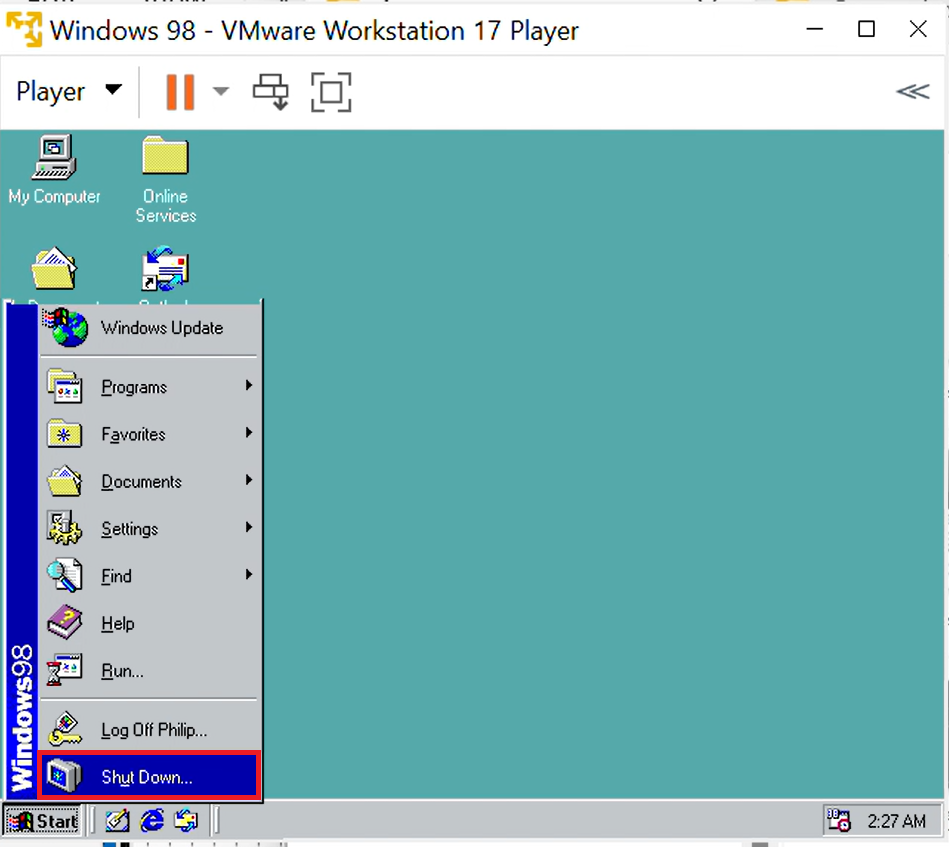 Windows 98 - VMware Workstation 17 Player
Player
My Computer
Online
Services
Windows Update
Programs
Favorites
Documents
Settings
Find
Help
Run...
Log Off Philip...
Shut Down...
Windows98
Start
2:27 AM